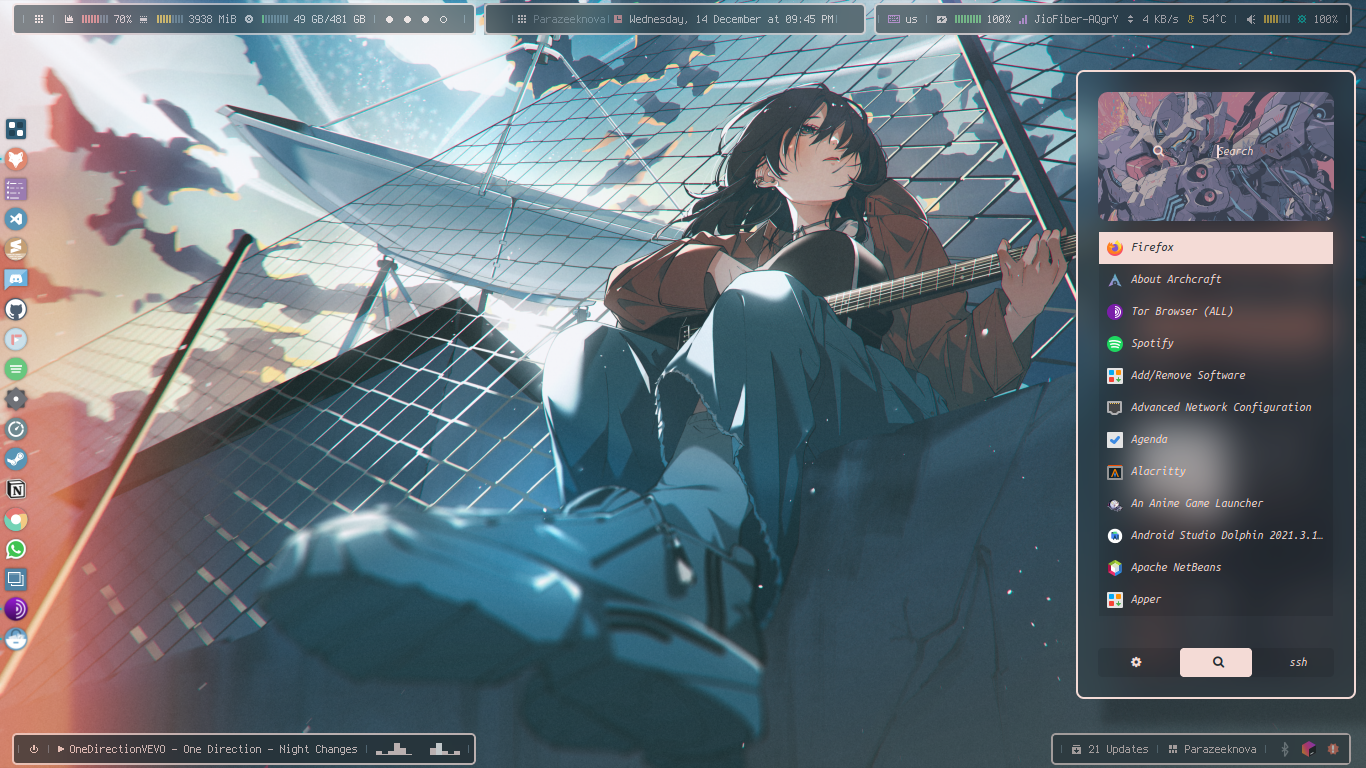 70% 3938 MiB 49 GB/481 GB
Parazeeknova Wednesday, 14 December at 09:45 PM
us 100% JioFiber-AQgrY 4 KB/s 54°C 100%
Search
Firefox
About Archcraft
Tor Browser (ALL)
Spotify
Add/Remove Software
Advanced Network Configuration
Agenda
Alacritty
An Anime Game Launcher
Android Studio Dolphin 2021.3.1…
Apache NetBeans
Apper
ssh
OneDirectionVEVO - One Direction - Night Changes
21 Updates Parazeeknova